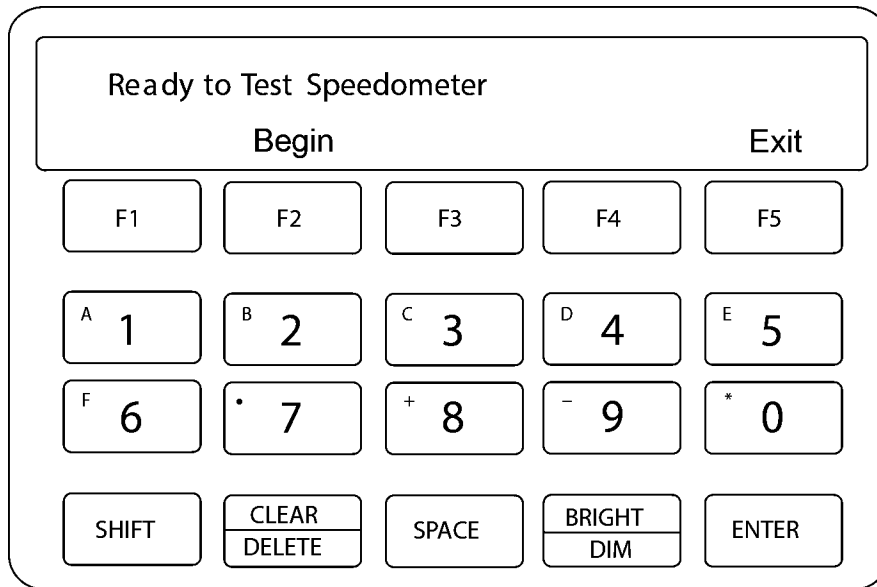 Ready to Test Speedometer
Begin Exit
F1 F2 F3 F4 F5
A 1 B 2 C 3 D 4 E 5
F 6 • 7 + 8 – 9 * 0
SHIFT CLEAR DELETE SPACE BRIGHT DIM ENTER